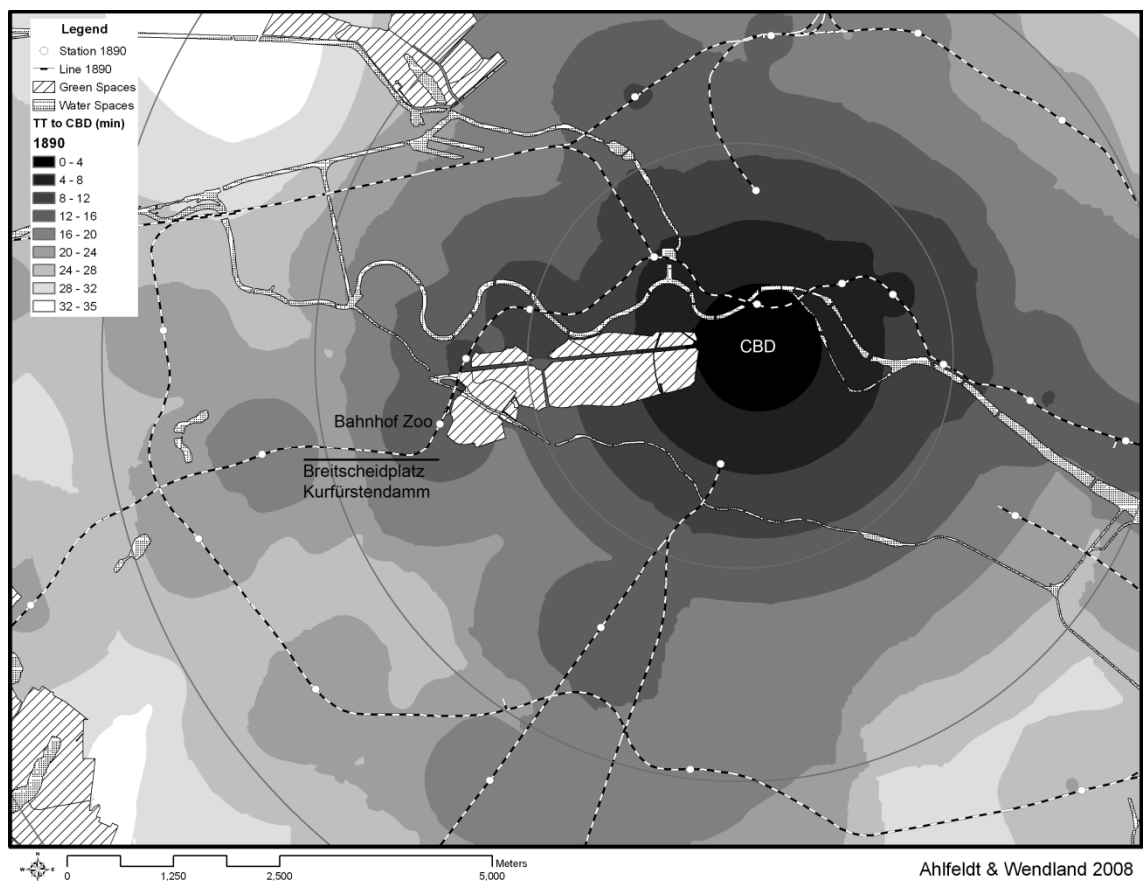 Legend
Station 1890
Line 1890
Green Spaces
Water Spaces
TT to CBD (min)
1890
0 - 4
4 - 8
8 - 12
12 - 16
16 - 20
20 - 24
24 - 28
28 - 32
32 - 35
CBD
Bahnhof Zoo
Breitscheidplatz
Kurfürstendamm
N
W E
S
Meters
0 1,250 2,500 5,000
Ahlfeldt & Wendland 2008